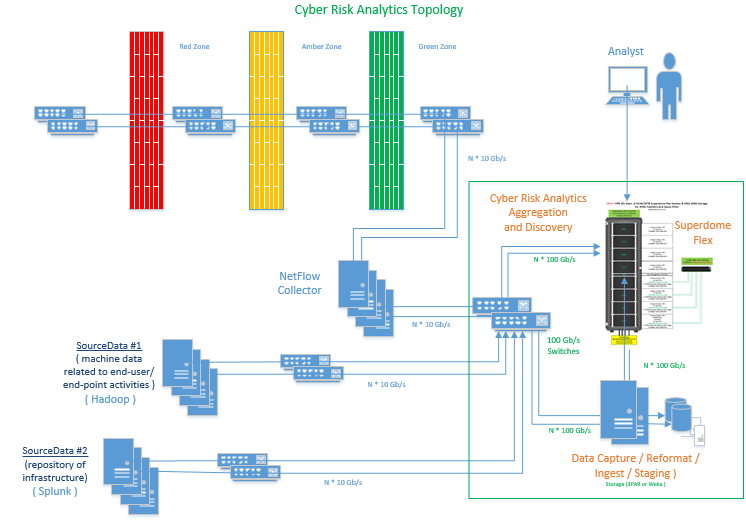 Cyber Risk Analytics Topology
Red Zone
Amber Zone
Green Zone
Analyst
N * 10 Gb/s
Cyber Risk Analytics
Aggregation
and Discovery
Superdome
Flex
N * 100 Gb/s
NetFlow
Collector
N * 10 Gb/s
100 Gb/s
Switches
SourceData #1
( machine data
related to end-user/
end-point activities )
( Hadoop )
N * 10 Gb/s
N * 100 Gb/s
N * 100 Gb/s
SourceData #2
(repository of
infrastructure)
( Splunk )
N * 10 Gb/s
Data Capture / Reformat /
Ingest / Staging )
Storage (3PAR or Weka )